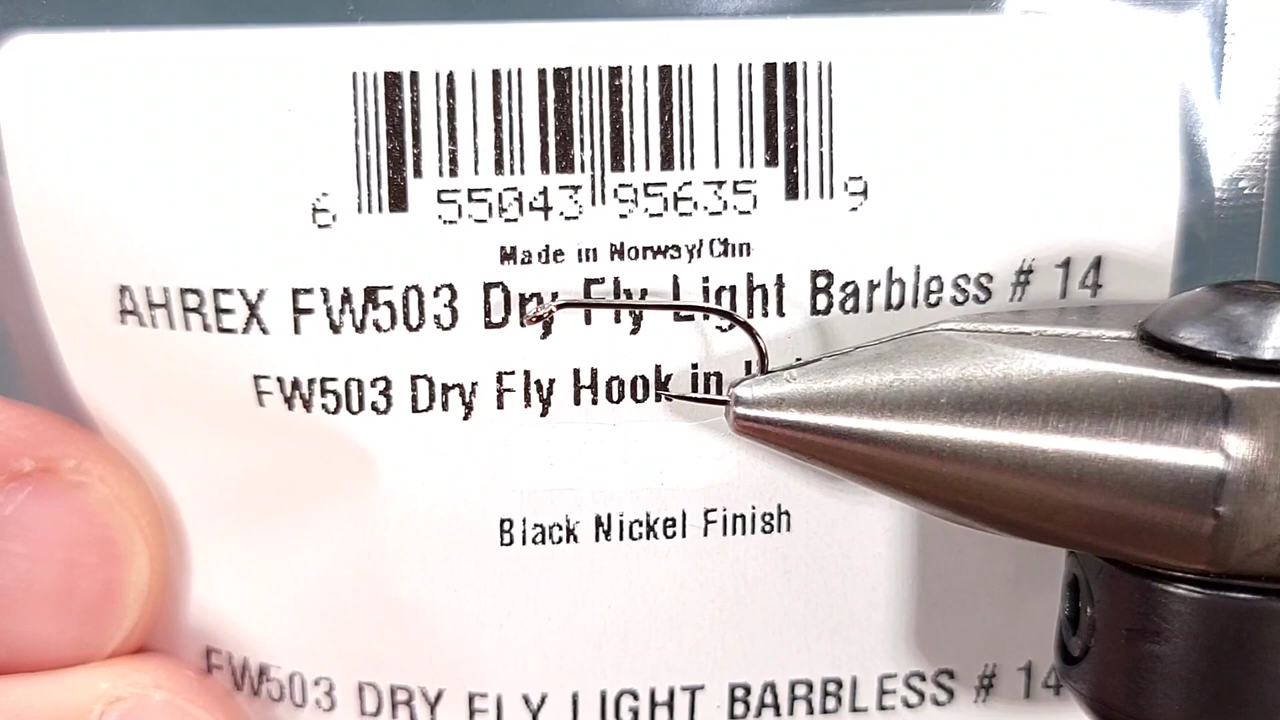 6 55043 95635 9
Made in Norway/Chn
AHREX FW503 Dry Fly Light Barbless # 14
FW503 Dry Fly Hook in
Black Nickel Finish
FW503 DRY FLY LIGHT BARBLESS # 14